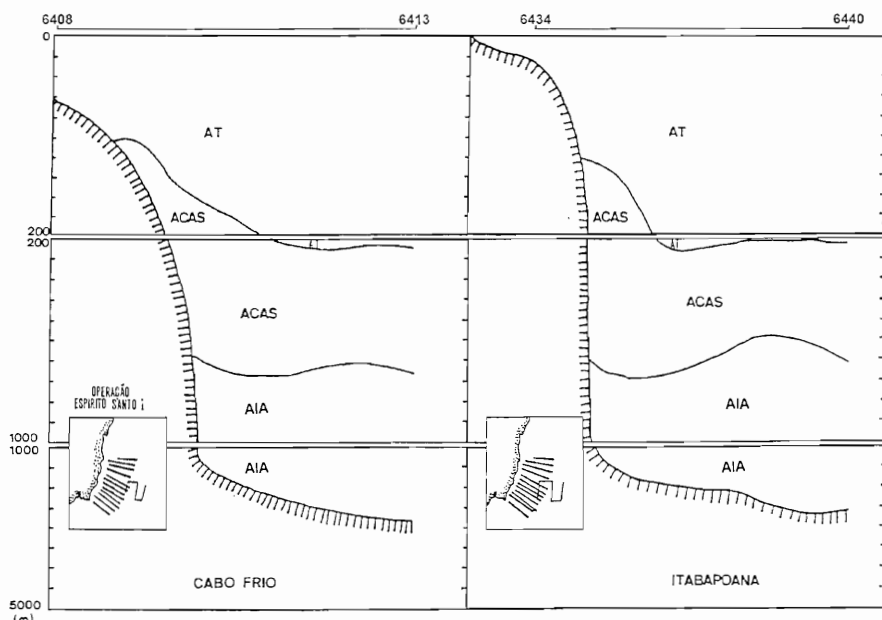 6408 6413 6434 6440
0
AT AT
ACAS ACAS
200
200
AT AT
ACAS ACAS
OPERAÇÃO
ESPIRITO SANTO I
AIA AIA
1000
1000
AIA AIA
CABO FRIO ITABAPOANA
5000
(m)